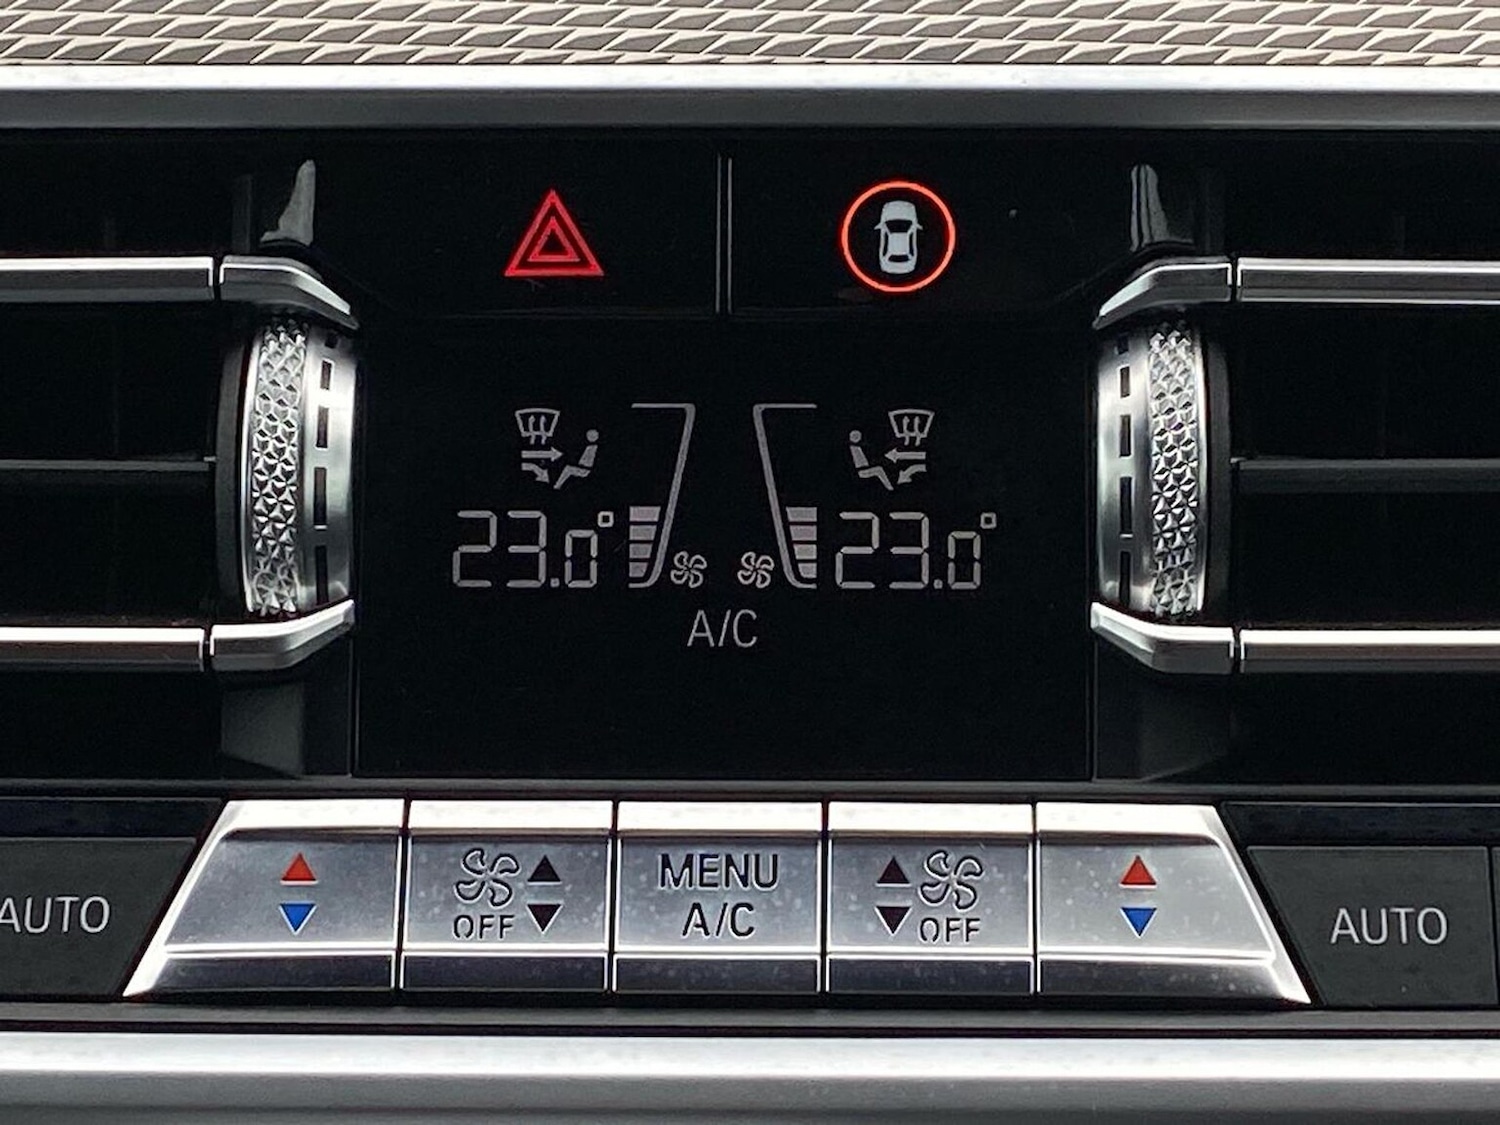 23.0° 23.0°
A/C
AUTO
OFF
MENU
A/C
OFF
AUTO